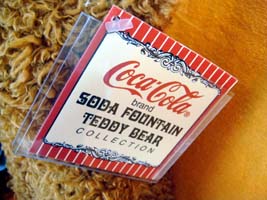 Coca-Cola®
brand
SODA FOUNTAIN
TEDDY BEAR
COLLECTION